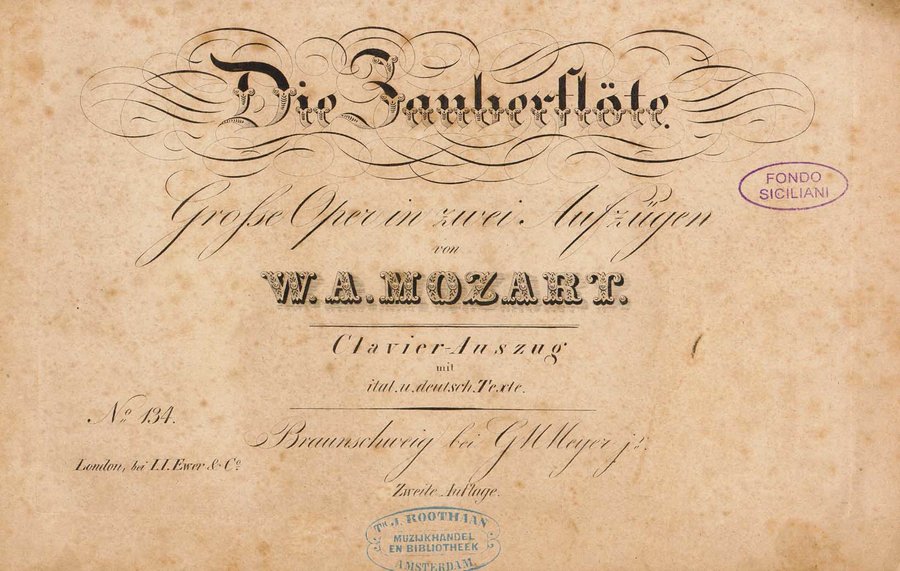 Die Zauberflöte.
Große Oper in zwei Aufzügen
von
W. A. MOZART.
Clavier-Auszug
mit
ital. u. deutsch. Texte.
No. 134.
Braunschweig bei G M Meyer jr.
London, bei I. I. Ewer & Co.
Zweite Auflage.
FONDO
SICILIANI
TH. J. ROOTHAAN
MUZIJKHANDEL
EN BIBLIOTHEEK
AMSTERDAM.